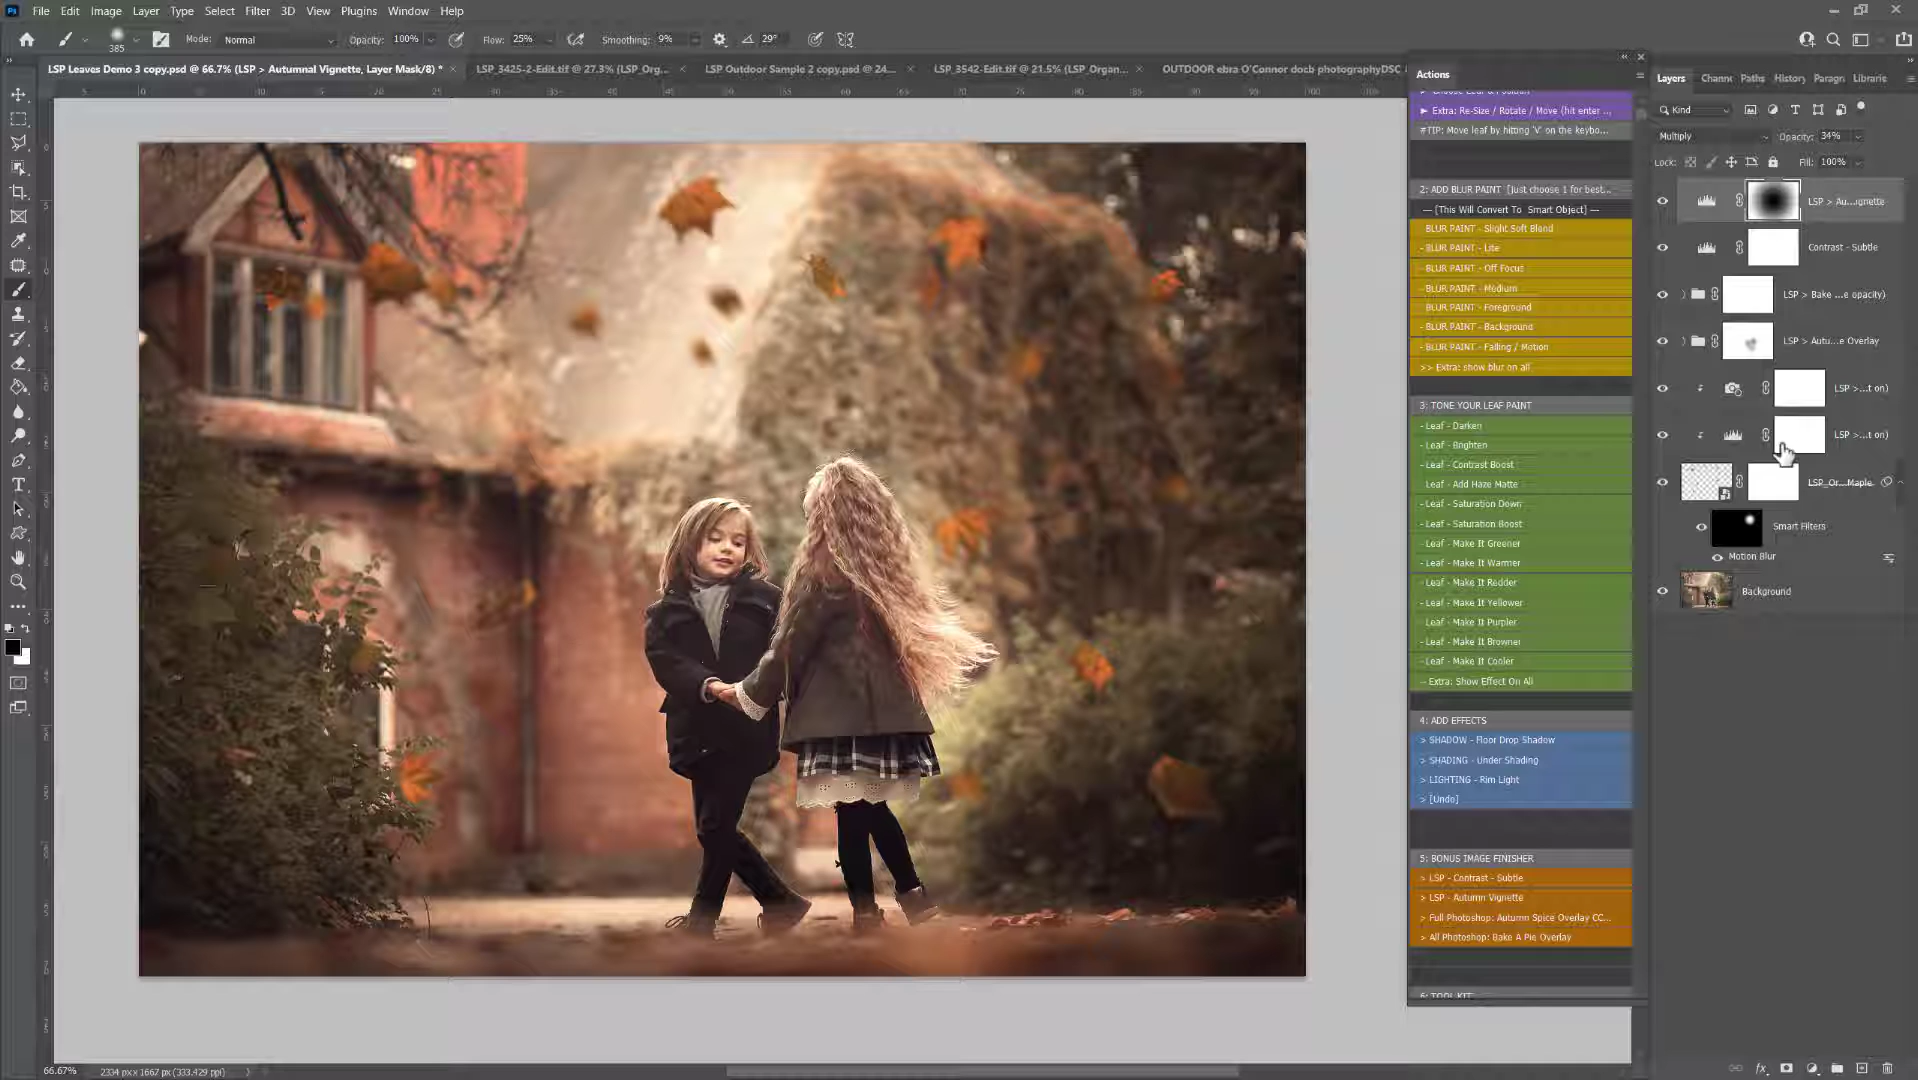 File Edit Image Layer Type Select Filter 3D View Plugins Window Help
385 Mode: Normal Opacity: 100% Flow: 25% Smoothing: 9% 29°
LSP Leaves Demo 3 copy.psd @ 66.7% (LSP > Autumnal Vignette, Layer Mask/8) * LSP_3425-2-Edit.tif @ 27.3% (LSP_Org... LSP Outdoor Sample 2 copy.psd @ 24.... LSP_3542-Edit.tif @ 21.5% (LSP_Organ... OUTDOOR ebra O'Connor docb photographyDSC
Actions
Extra: Re-Size / Rotate / Move (hit enter ...
#TIP: Move leaf by hitting 'V' on the keybo...
2: ADD BLUR PAINT [Just choose 1 for best...
--- [This Will Convert To Smart Object] ---
BLUR PAINT - Slight Soft Blend
- BLUR PAINT - Lite
- BLUR PAINT - Off Focus
- BLUR PAINT - Medium
BLUR PAINT - Foreground
- BLUR PAINT - Background
- BLUR PAINT - Falling / Motion
>> Extra: show blur on all
3: TONE YOUR LEAF PAINT
- Leaf - Darken
- Leaf - Brighten
- Leaf - Contrast Boost
Leaf - Add Haze Matte
- Leaf - Saturation Down
- Leaf - Saturation Boost
- Leaf - Make It Greener
- Leaf - Make It Warmer
- Leaf - Make It Redder
- Leaf - Make It Yellower
- Leaf - Make It Purpler
- Leaf - Make It Browner
- Leaf - Make It Cooler
-- Extra: Show Effect On All
4: ADD EFFECTS
> SHADOW - Floor Drop Shadow
> SHADING - Under Shading
> LIGHTING - Rim Light
> [Undo]
5: BONUS IMAGE FINISHER
> LSP - Contrast - Subtle
> LSP - Autumn Vignette
> Full Photoshop: Autumn Spice Overlay CC...
> All Photoshop: Bake A Pie Overlay
6: TOOL KIT
Layers Channe Paths History Paragra Librarie
Kind
Multiply Opacity: 34%
Lock: Fill: 100%
LSP > Au...ignette
Contrast - Subtle
LSP > Bake ...e opacity)
LSP > Autu...e Overlay
LSP >...t on)
LSP >...t on)
LSP_Or... Maple
Smart Filters
Motion Blur
Background
66.67% 2334 px x 1667 px (333.429 ppi)